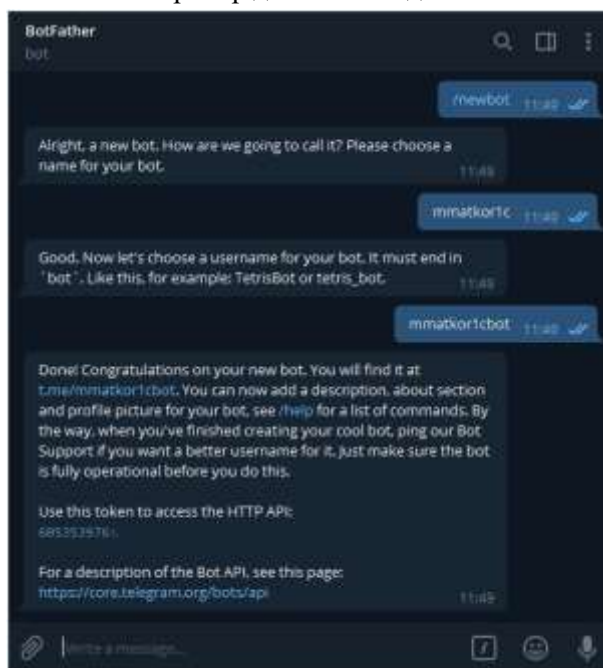 BotFather
bot
/newbot 11:49
Alright, a new bot. How are we going to call it? Please choose a
name for your bot.
11:49
mmatkor1c 11:49
Good. Now let's choose a username for your bot. It must end in
`bot`. Like this, for example: TetrisBot or tetris_bot.
11:49
mmatkor1cbot 11:49
Done! Congratulations on your new bot. You will find it at
t.me/mmatkor1cbot. You can now add a description, about section
and profile picture for your bot, see /help for a list of commands. By
the way, when you've finished creating your cool bot, ping our Bot
Support if you want a better username for it. Just make sure the bot
is fully operational before you do this.
Use this token to access the HTTP API:
For a description of the Bot API, see this page:
https://core.telegram.org/bots/api
11:49
Write a message...